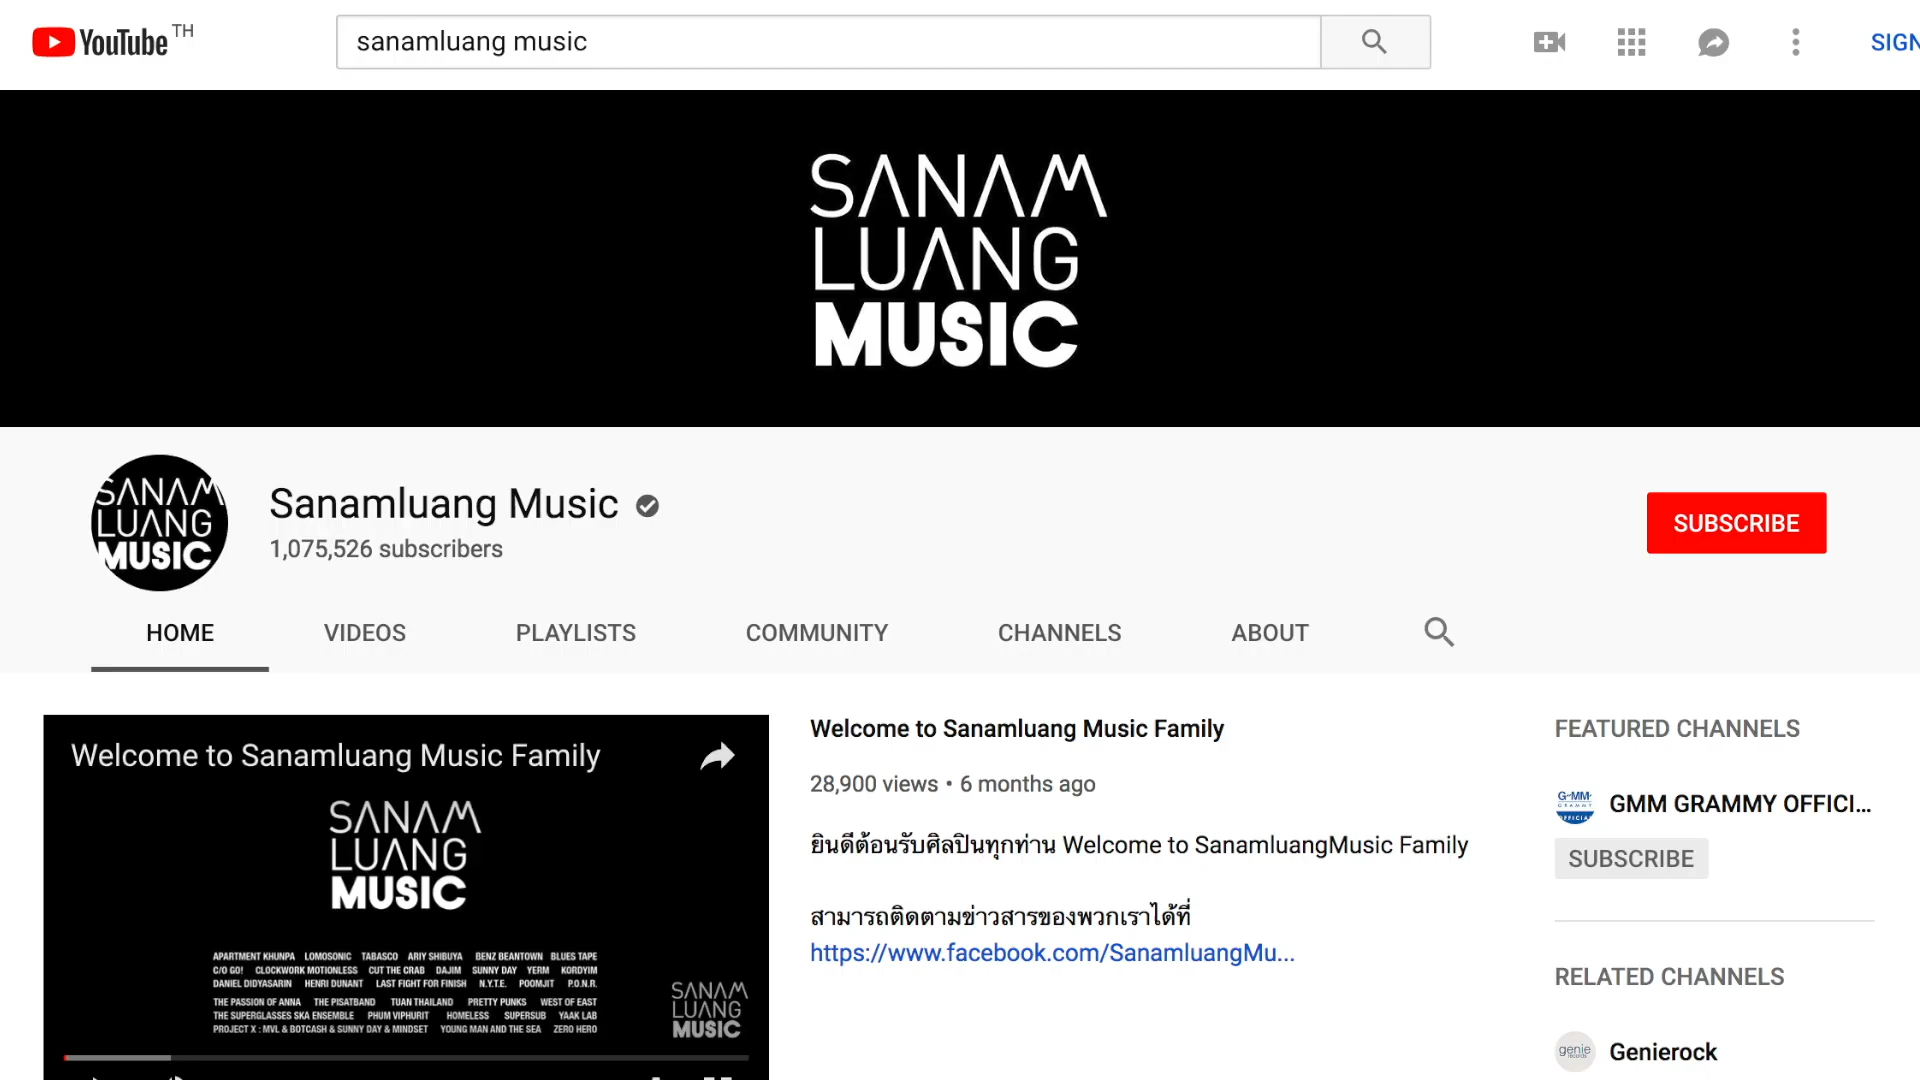 YouTube TH
sanamluang music
SIGN
SANAM
LUANG
MUSIC
SANAM
LUANG
MUSIC
Sanamluang Music
1,075,526 subscribers
SUBSCRIBE
HOME
VIDEOS
PLAYLISTS
COMMUNITY
CHANNELS
ABOUT
Welcome to Sanamluang Music Family
SANAM
LUANG
MUSIC
APARTMENT KHUNPA LOMOSONIC TABASCO ARIY SHIBUYA BENZ BEANTOWN BLUES TAPE
C/O GO! CLOCKWORK MOTIONLESS CUT THE CRAB DAJIM SUNNY DAY YERM KORDYIM
DANIEL DIDYASARIN HENRI DUNANT LAST FIGHT FOR FINISH N.Y.T.E. POOMJIT P.O.N.R.
THE PASSION OF ANNA THE PISATBAND TUAN THAILAND PRETTY PUNKS WEST OF EAST
THE SUPERGLASSES SKA ENSEMBLE PHUM VIPHURIT HOMELESS SUPERSUB YAAK LAB
PROJECT X : MVL & BOTCASH & SUNNY DAY & MINDSET YOUNG MAN AND THE SEA ZERO HERO
SANAM
LUANG
MUSIC
Welcome to Sanamluang Music Family
28,900 views • 6 months ago
ยินดีต้อนรับศิลปินทุกท่าน Welcome to SanamluangMusic Family
สามารถติดตามข่าวสารของพวกเราได้ที่
https://www.facebook.com/SanamluangMu...
FEATURED CHANNELS
G"MM'
GRAMMY
OFFICIAL
GMM GRAMMY OFFICI...
SUBSCRIBE
RELATED CHANNELS
genie
records
Genierock